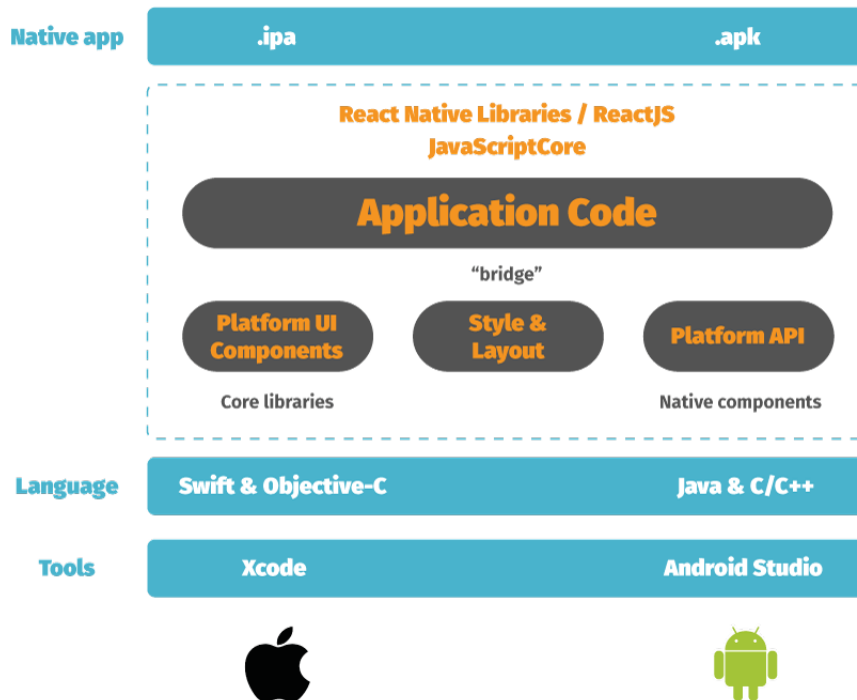 Native app
.ipa
.apk
React Native Libraries / ReactJS
JavaScriptCore
Application Code
“bridge”
Platform UI
Components
Style &
Layout
Platform API
Core libraries
Native components
Language
Swift & Objective-C
Java & C/C++
Tools
Xcode
Android Studio